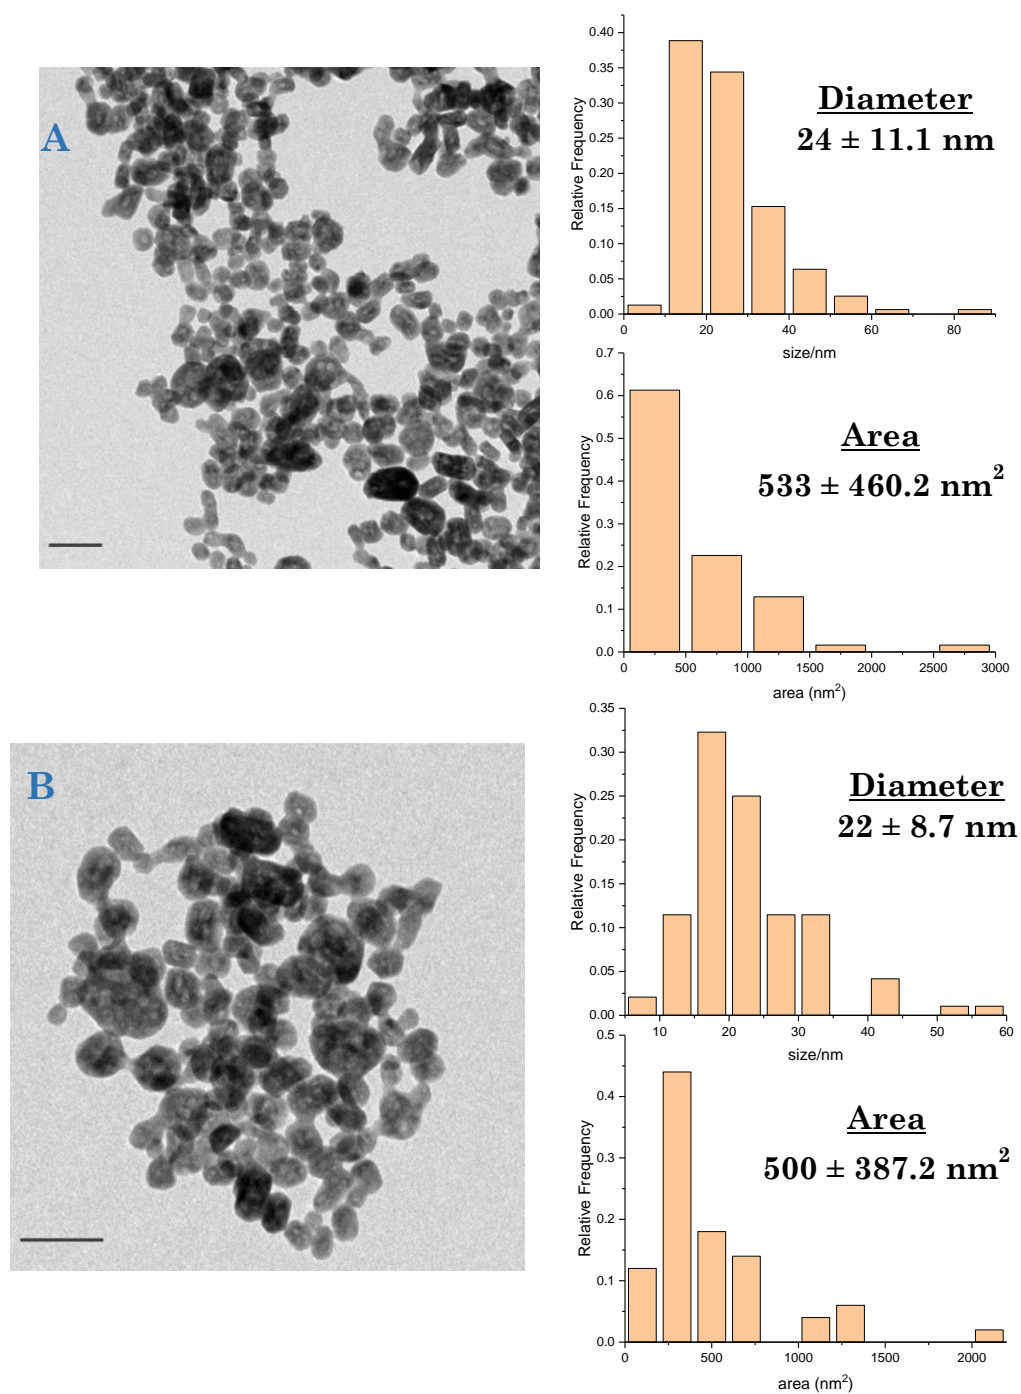 A
0.40
0.35
0.30
0.25
0.20
0.15
0.10
0.05
0.00
Relative Frequency
Diameter
24 ± 11.1 nm
0 20 40 60 80
size/nm
0.7
0.6
0.5
0.4
0.3
0.2
0.1
0.0
Relative Frequency
Area
533 ± 460.2 nm²
0 500 1000 1500 2000 2500 3000
area (nm²)
B
0.35
0.30
0.25
0.20
0.15
0.10
0.05
0.00
Relative Frequency
Diameter
22 ± 8.7 nm
10 20 30 40 50 60
size/nm
0.5
0.4
0.3
0.2
0.1
0.0
Relative Frequency
Area
500 ± 387.2 nm²
0 500 1000 1500 2000
area (nm²)